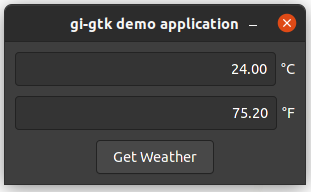 gi-gtk demo application
24.00 °C
75.20 °F
Get Weather